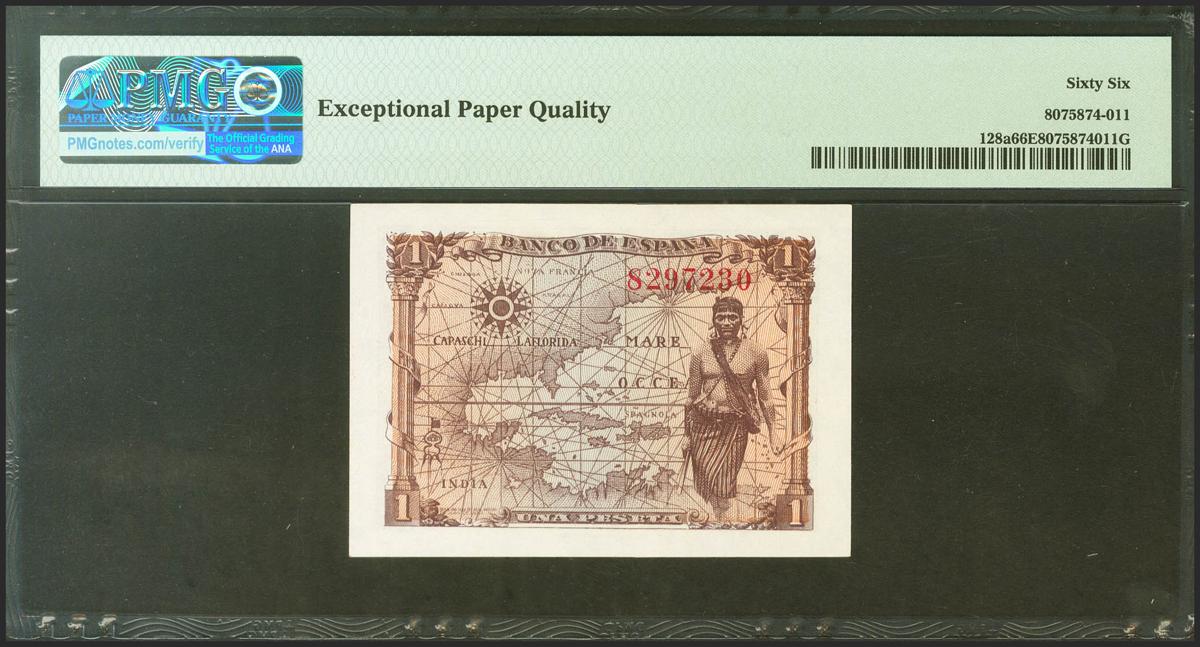 PMG
PAPER MONEY GUARANTY
PMGnotes.com/verify
The Official Grading
Service of the ANA
Exceptional Paper Quality
Sixty Six
8075874-011
128a66E8075874011G
1
BANCO DE ESPAÑA
1
NOVA FRANCIA
8297230
CAPASCHI
LAFLORIDA
MARE
OCCE
SPAGNOLA
INDIA
1
UNA PESETA
1